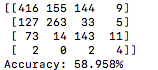 [[416 155 144   9]
 [127 263  33   5]
 [ 73  14 143  11]
 [  2   0   2   4]]
Accuracy: 58.958%